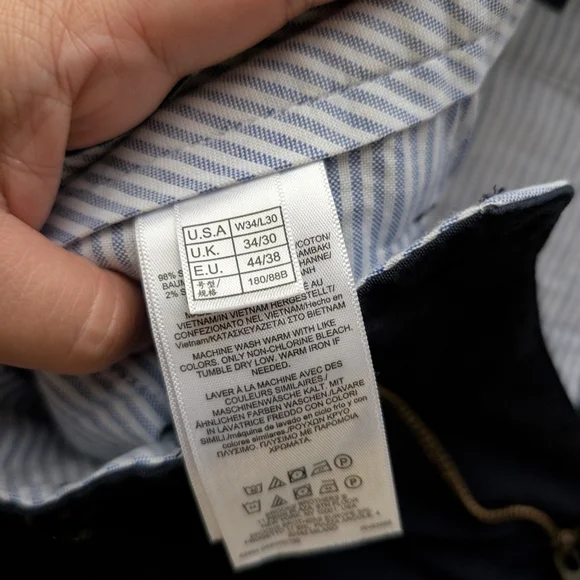 U.S.A W34/L30
U.K. 34/30
E.U. 44/38
号型/规格 180/88B
98%
/COTON/
BAUM
BAMBAKI
2%
AU
VIETNAM/IN VIETNAM HERGESTELLT/
CONFEZIONATO NEL VIETNAM/Hecho en
Vietnam/ΚΑΤΑΣΚΕΥΑΖΕΤΑΙ ΣΤΟ ΒΙΕΤΝΑΜ
MACHINE WASH WARM WITH LIKE
COLORS. ONLY NON-CHLORINE BLEACH.
TUMBLE DRY LOW. WARM IRON IF
NEEDED.
LAVER À LA MACHINE AVEC DES
COULEURS SIMILAIRES./
MASCHINENWÄSCHE KALT. MIT
ÄHNLICHEN FARBEN WASCHEN./LAVARE
IN LAVATRICE FREDDO CON COLORI
SIMILI./máquina de lavado en ciclo frío con
colores similares./ΡΟΥΧΩΝ ΚΡΥΟ
ΠΛΥΣΙΜΟ. ΠΛΥΣΙΜΟ ΜΕ ΠΑΡΟΜΟΙΑ
ΧΡΩΜΑΤΑ.